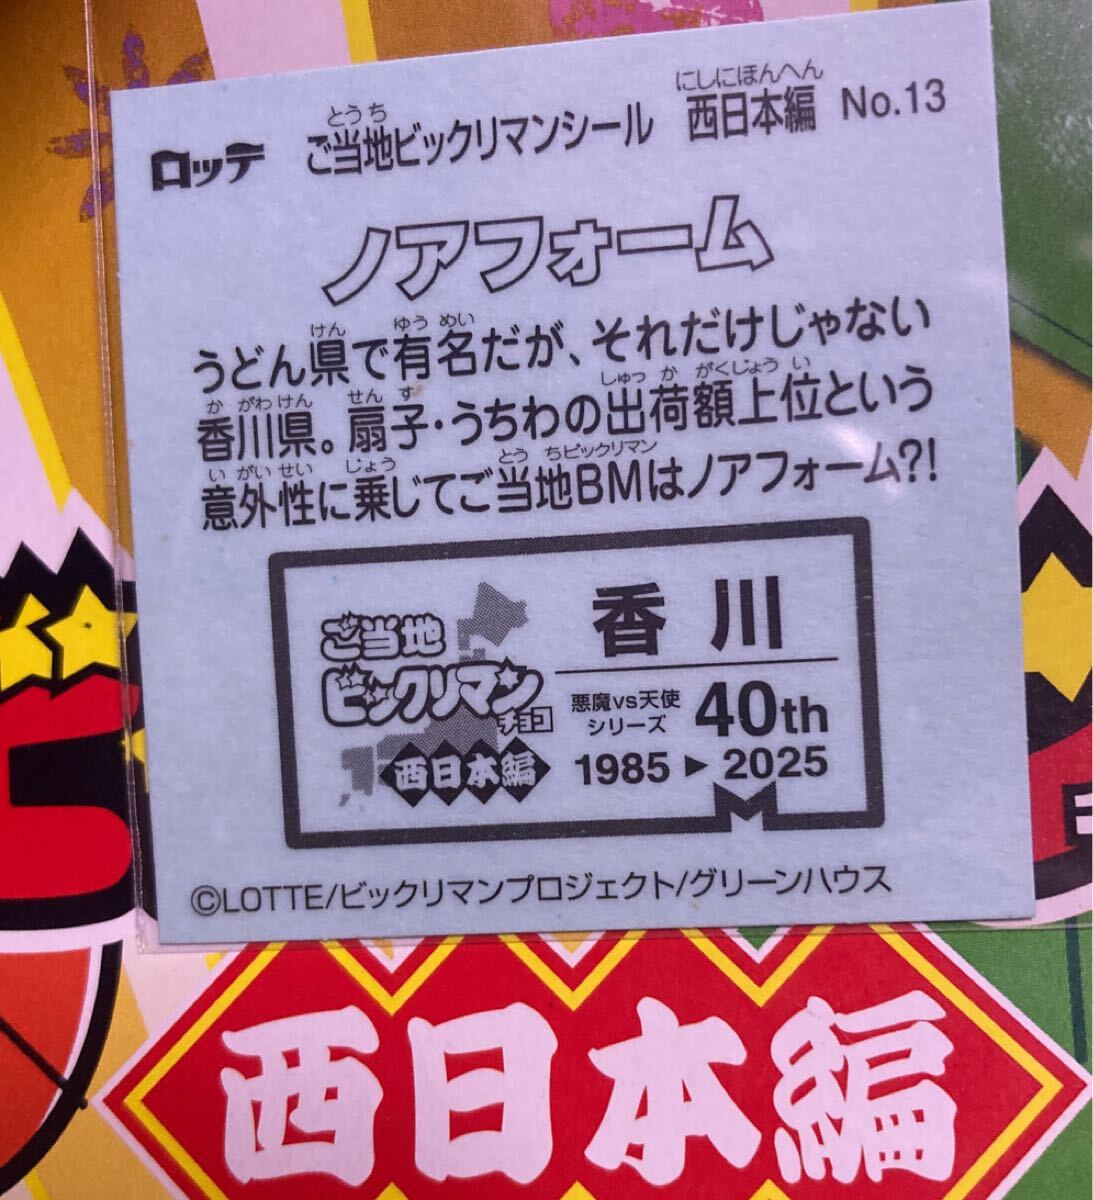 ロッテ ご当地ビックリマンシール 西日本編 No.13
とうち にしにほんへん
ノアフォーム
うどん県で有名だが、それだけじゃない
けん ゆうめい
香川県。扇子・うちわの出荷額上位という
かがわけん せんす しゅっかがくじょうい
意外性に乗じてご当地BMはノアフォーム?!
いがいせい じょう とうちビックリマン
ご当地
ビックリマン
チョコ
西日本編
香川
悪魔vs天使
シリーズ 40th
1985▶2025
©LOTTE/ビックリマンプロジェクト/グリーンハウス
西日本編